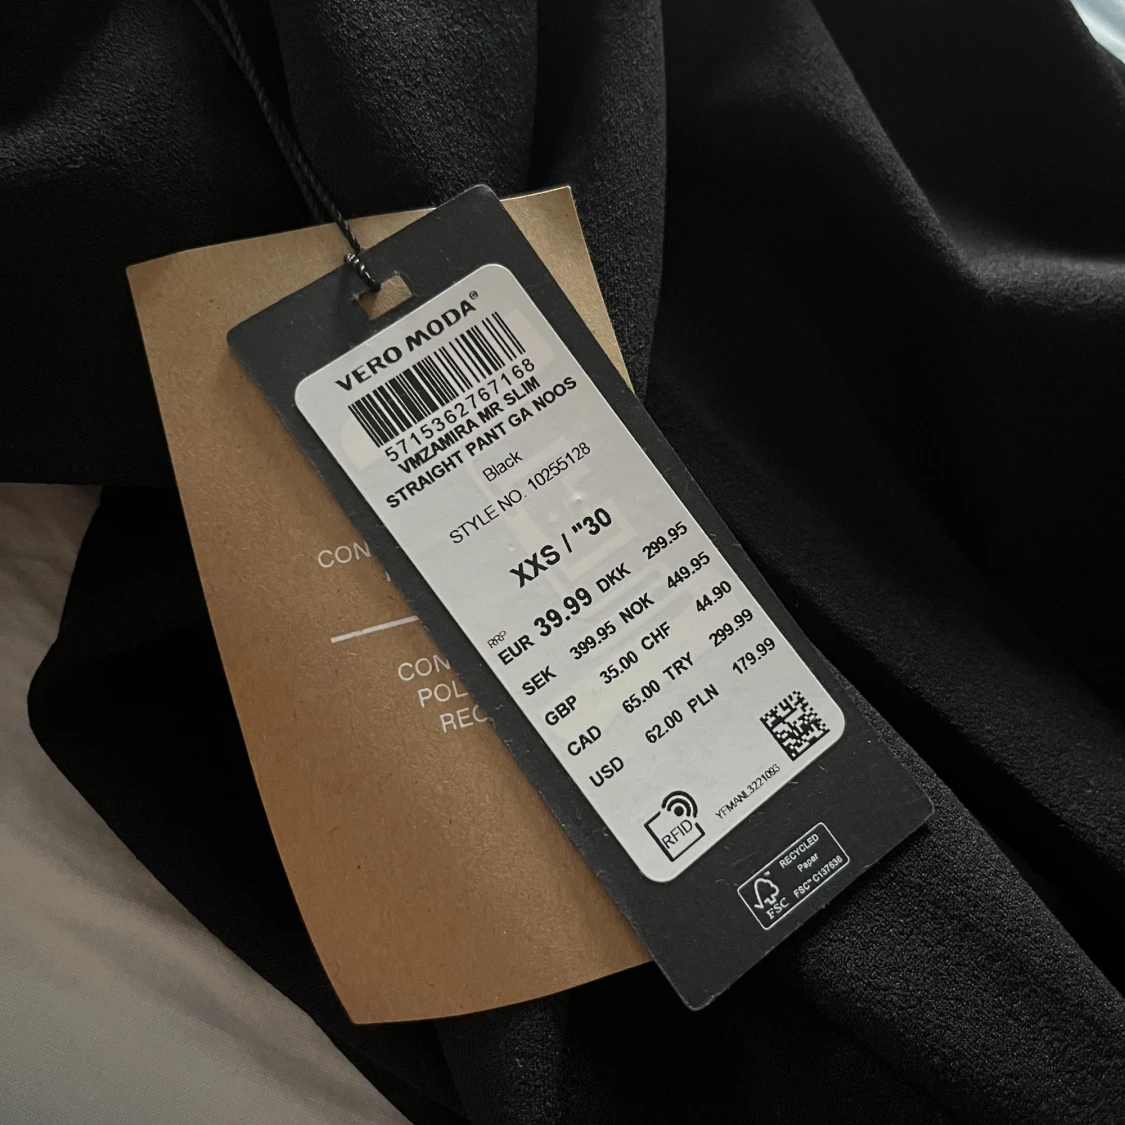 VERO MODA®
5715362767168
VMZAMIRA MR SLIM
STRAIGHT PANT GA NOOS
Black
STYLE NO. 10255128
XXS / "30
RRP
EUR 39.99 DKK 299.95
SEK 399.95 NOK 449.95
GBP 35.00 CHF 44.90
CAD 65.00 TRY 299.99
USD 62.00 PLN 179.99
RFID
YFMANL3221093
FSC
RECYCLED
Paper
FSC™ C137638
CON
CON
POL
REC